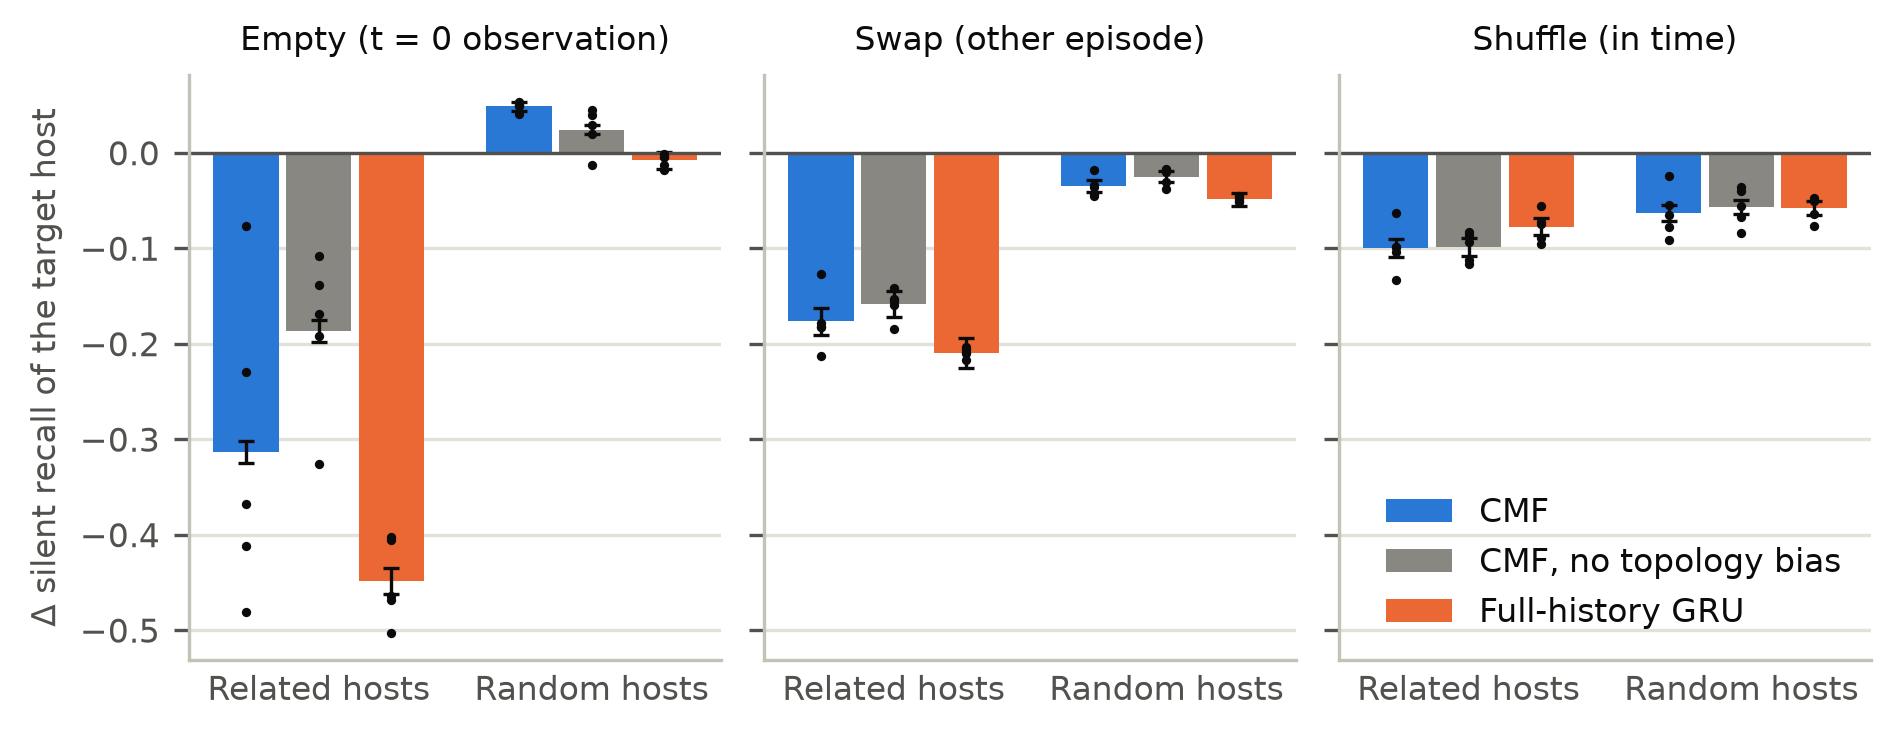 Empty (t = 0 observation)
Swap (other episode)
Shuffle (in time)
Δ silent recall of the target host
0.0
−0.1
−0.2
−0.3
−0.4
−0.5
CMF
CMF, no topology bias
Full-history GRU
Related hosts
Random hosts
Related hosts
Random hosts
Related hosts
Random hosts